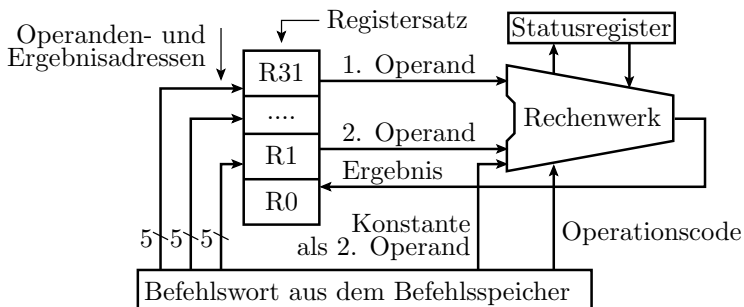 Operanden- und
Ergebnisadressen
Registersatz
Statusregister
R31
....
R1
R0
1. Operand
2. Operand
Ergebnis
Rechenwerk
Konstante
als 2. Operand
Operationscode
5 5 5
Befehlswort aus dem Befehlsspeicher